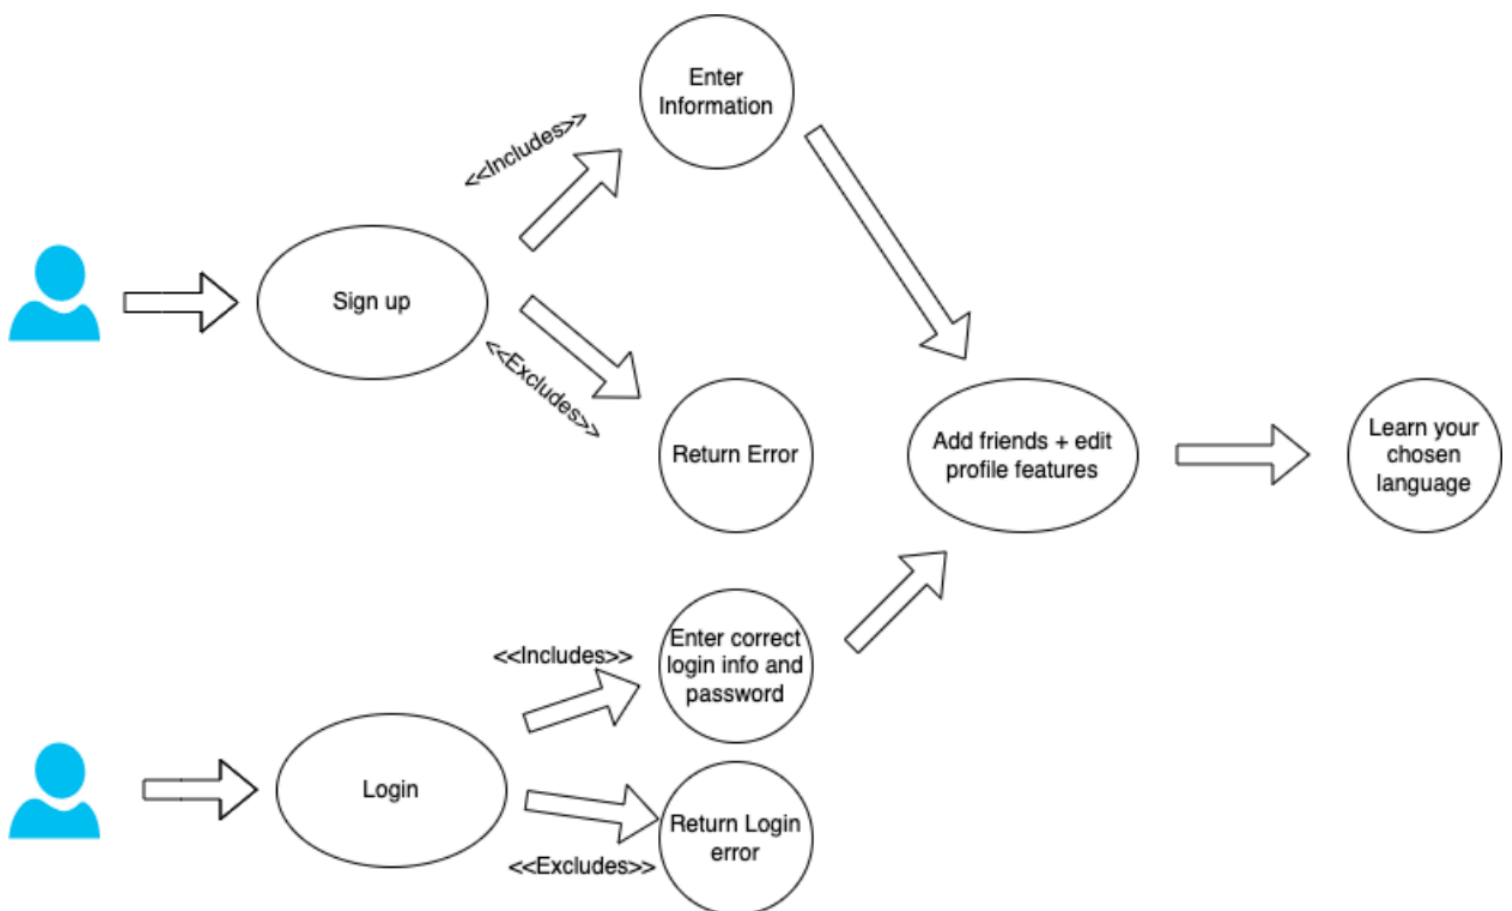 Enter
Information
<<Includes>>
Sign up
<<Excludes>>
Return Error
Add friends + edit
profile features
Learn your
chosen
language
<<Includes>>
Enter correct
login info and
password
Login
Return Login
error
<<Excludes>>